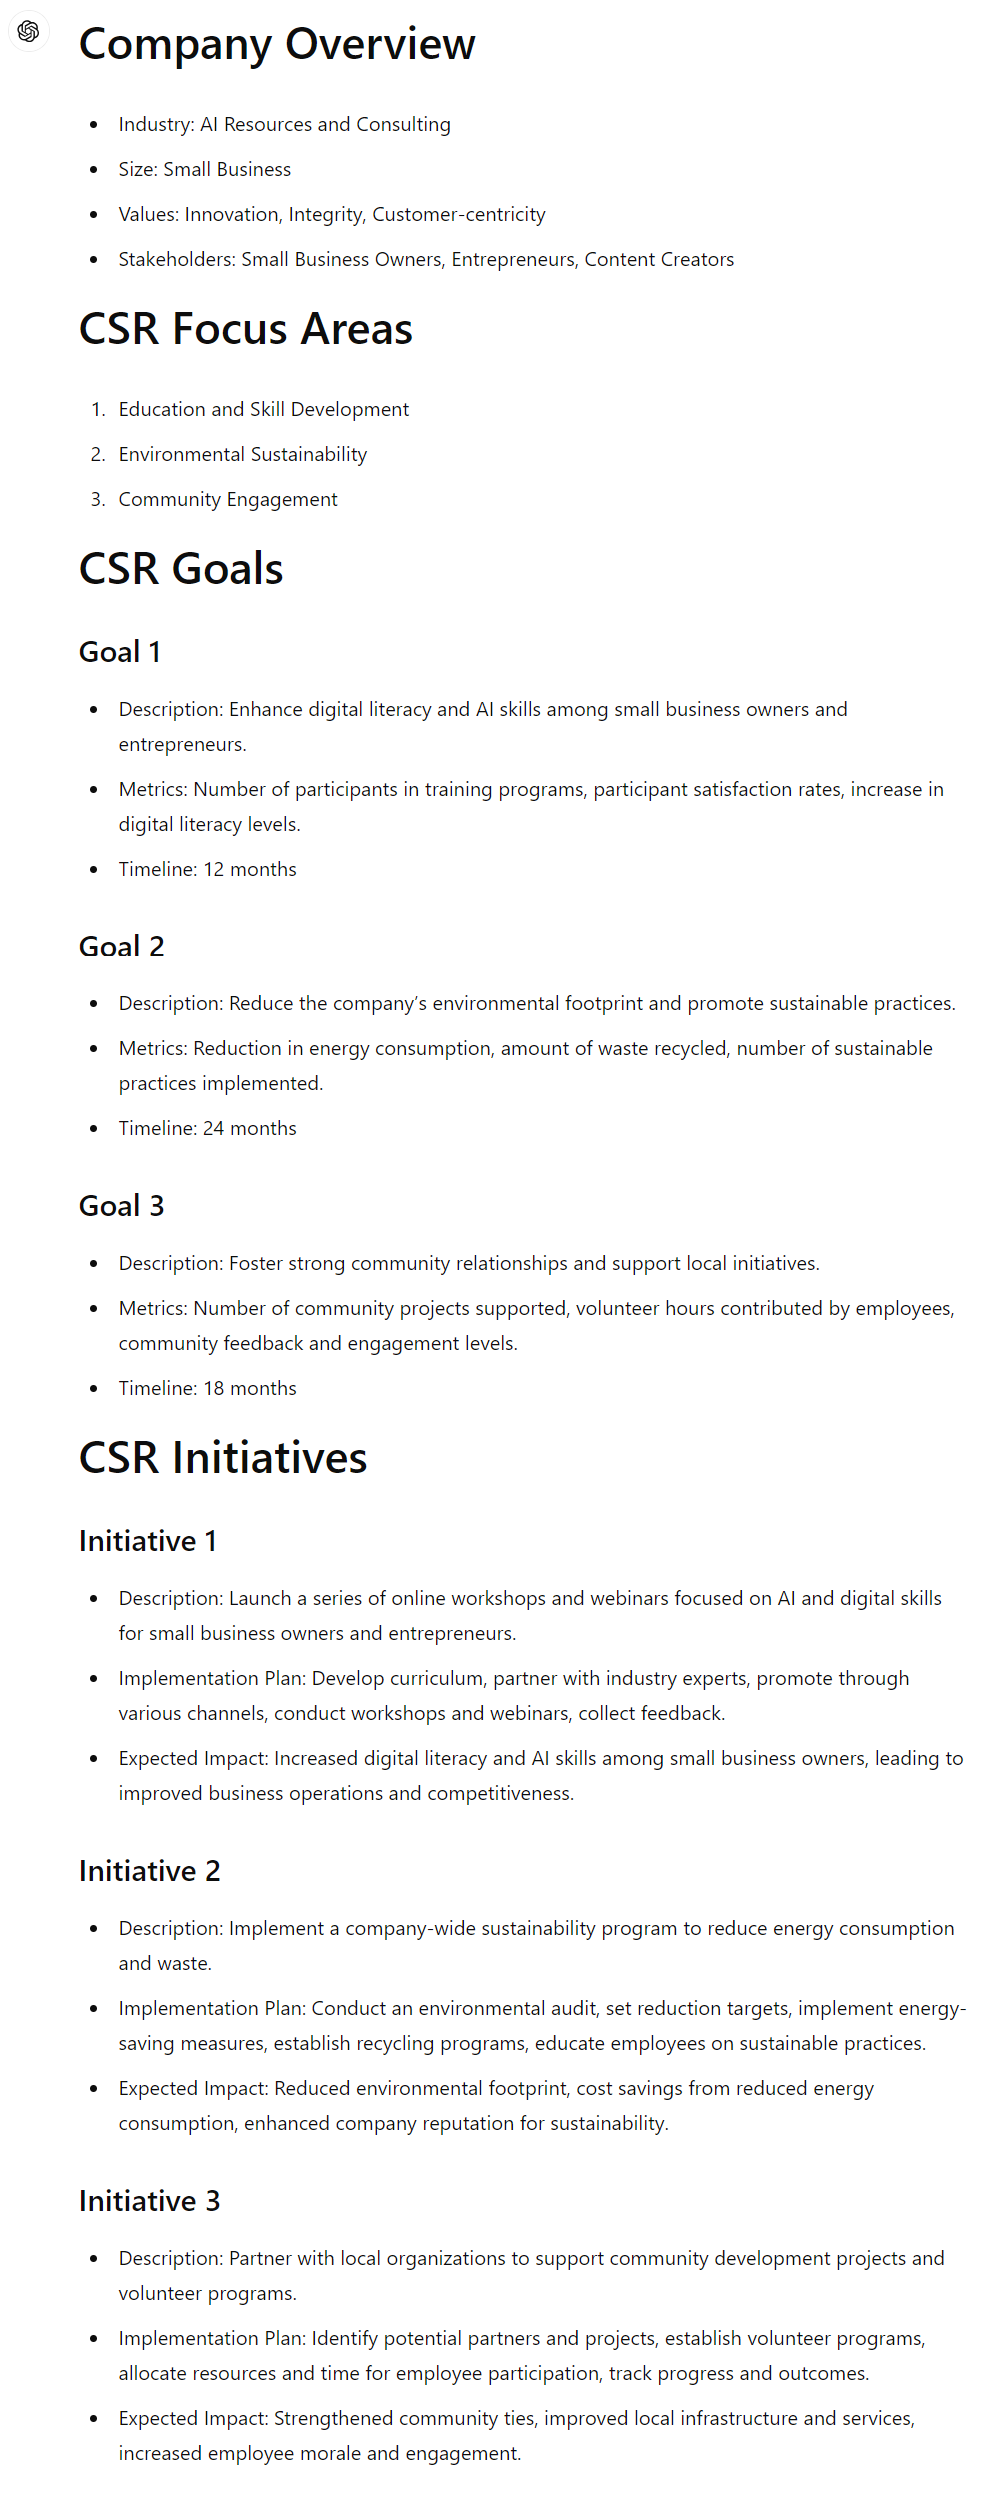 Company Overview
• Industry: AI Resources and Consulting
• Size: Small Business
• Values: Innovation, Integrity, Customer-centricity
• Stakeholders: Small Business Owners, Entrepreneurs, Content Creators
CSR Focus Areas
1. Education and Skill Development
2. Environmental Sustainability
3. Community Engagement
CSR Goals
Goal 1
• Description: Enhance digital literacy and AI skills among small business owners and
entrepreneurs.
• Metrics: Number of participants in training programs, participant satisfaction rates, increase in
digital literacy levels.
• Timeline: 12 months
Goal 2
• Description: Reduce the company’s environmental footprint and promote sustainable practices.
• Metrics: Reduction in energy consumption, amount of waste recycled, number of sustainable
practices implemented.
• Timeline: 24 months
Goal 3
• Description: Foster strong community relationships and support local initiatives.
• Metrics: Number of community projects supported, volunteer hours contributed by employees,
community feedback and engagement levels.
• Timeline: 18 months
CSR Initiatives
Initiative 1
• Description: Launch a series of online workshops and webinars focused on AI and digital skills
for small business owners and entrepreneurs.
• Implementation Plan: Develop curriculum, partner with industry experts, promote through
various channels, conduct workshops and webinars, collect feedback.
• Expected Impact: Increased digital literacy and AI skills among small business owners, leading to
improved business operations and competitiveness.
Initiative 2
• Description: Implement a company-wide sustainability program to reduce energy consumption
and waste.
• Implementation Plan: Conduct an environmental audit, set reduction targets, implement energy-
saving measures, establish recycling programs, educate employees on sustainable practices.
• Expected Impact: Reduced environmental footprint, cost savings from reduced energy
consumption, enhanced company reputation for sustainability.
Initiative 3
• Description: Partner with local organizations to support community development projects and
volunteer programs.
• Implementation Plan: Identify potential partners and projects, establish volunteer programs,
allocate resources and time for employee participation, track progress and outcomes.
• Expected Impact: Strengthened community ties, improved local infrastructure and services,
increased employee morale and engagement.